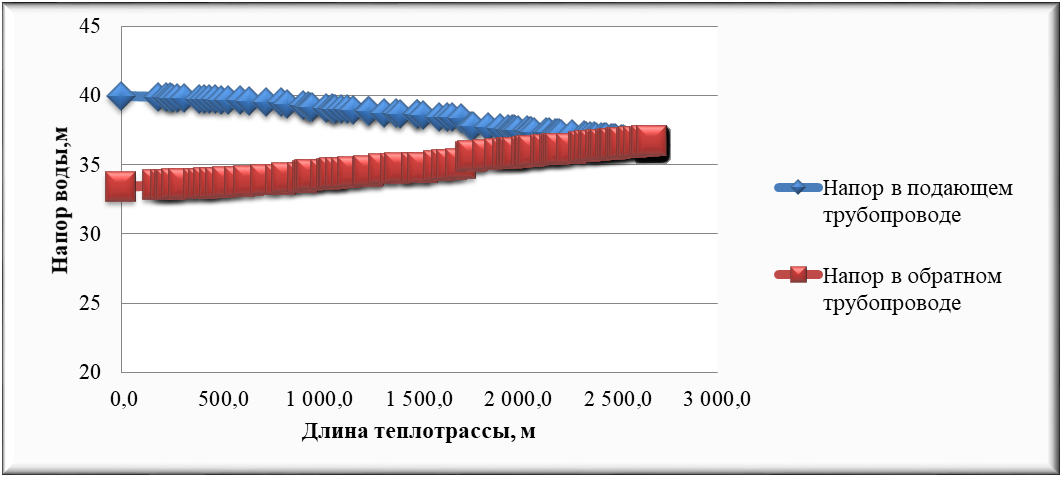 45
40
35
30
25
20
Напор воды,м
0,0 500,0 1 000,0 1 500,0 2 000,0 2 500,0 3 000,0
Длина теплотрассы, м
Напор в подающем
трубопроводе
Напор в обратном
трубопроводе